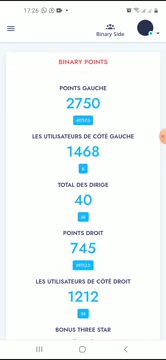 17:26
Binary Side
BINARY POINTS
POINTS GAUCHE
2750
LES UTILISATEURS DE CÔTÉ GAUCHE
1468
TOTAL DES DIRIGE
40
POINTS DROIT
745
LES UTILISATEURS DE CÔTÉ DROIT
1212
BONUS THREE STAR